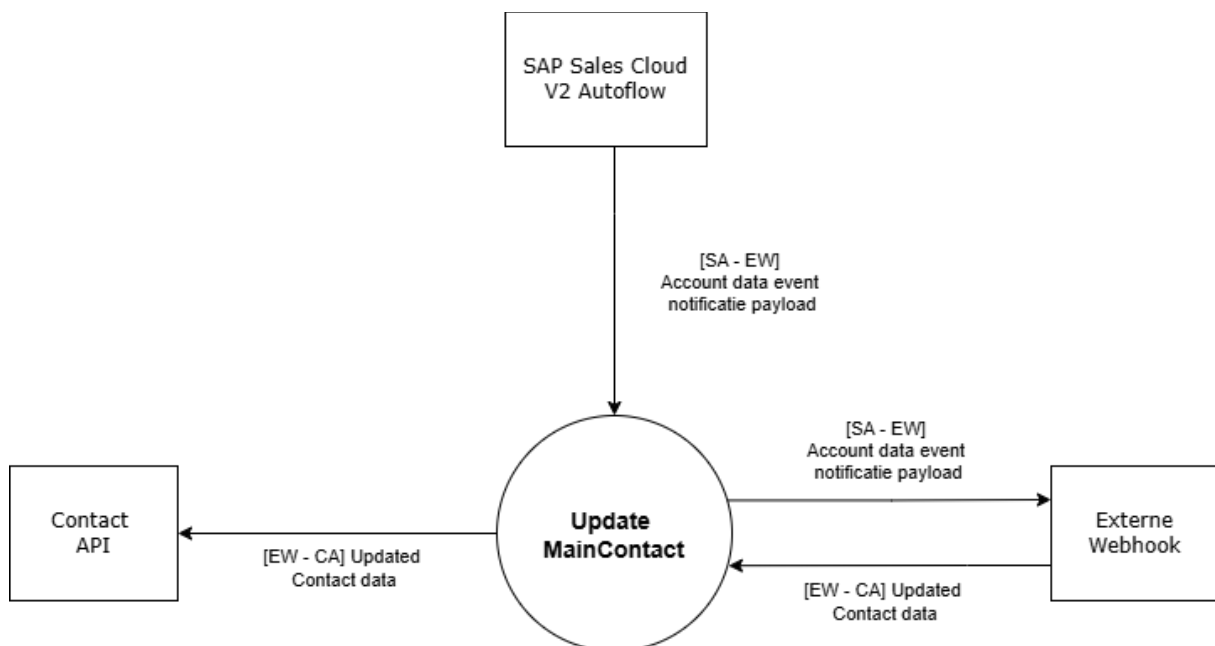 SAP Sales Cloud
V2 Autoflow
[SA - EW]
Account data event
notificatie payload
[SA - EW]
Account data event
notificatie payload
Contact
API
Update
MainContact
Externe
Webhook
[EW - CA] Updated
Contact data
[EW - CA] Updated
Contact data